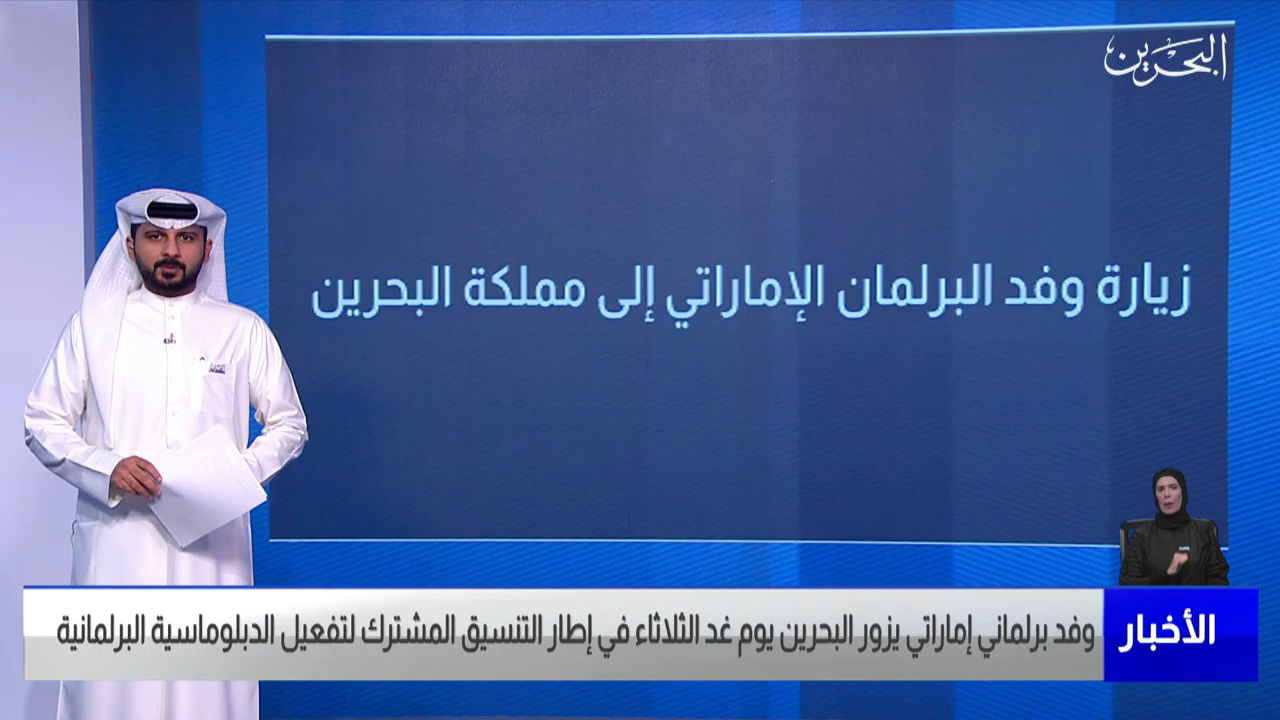 البحرين
زيارة وفد البرلمان الإماراتي إلى مملكة البحرين
الأخبار
وفد برلماني إماراتي يزور البحرين يوم غد الثلاثاء في إطار التنسيق المشترك لتفعيل الدبلوماسية البرلمانية